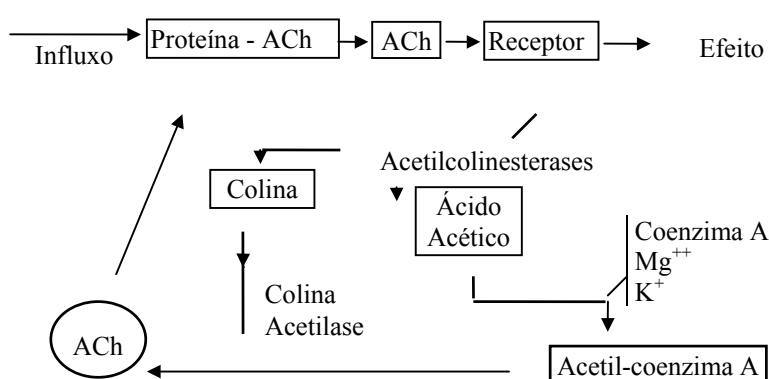 Influxo
Proteína - ACh
ACh
Receptor
Efeito
Acetilcolinesterases
Colina
Ácido
Acético
Coenzima A
Mg++
K+
Colina
Acetilase
ACh
Acetil-coenzima A